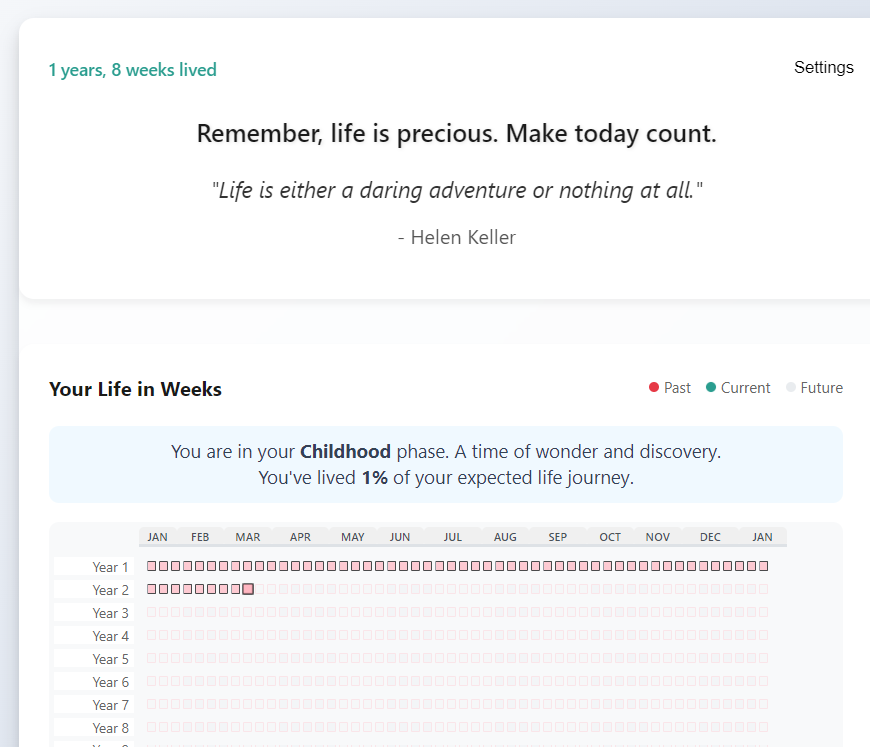 1 years, 8 weeks lived
Settings
Remember, life is precious. Make today count.
"Life is either a daring adventure or nothing at all."
- Helen Keller
Your Life in Weeks
Past
Current
Future
You are in your Childhood phase. A time of wonder and discovery.
You've lived 1% of your expected life journey.
JAN FEB MAR APR MAY JUN JUL AUG SEP OCT NOV DEC JAN
Year 1
Year 2
Year 3
Year 4
Year 5
Year 6
Year 7
Year 8